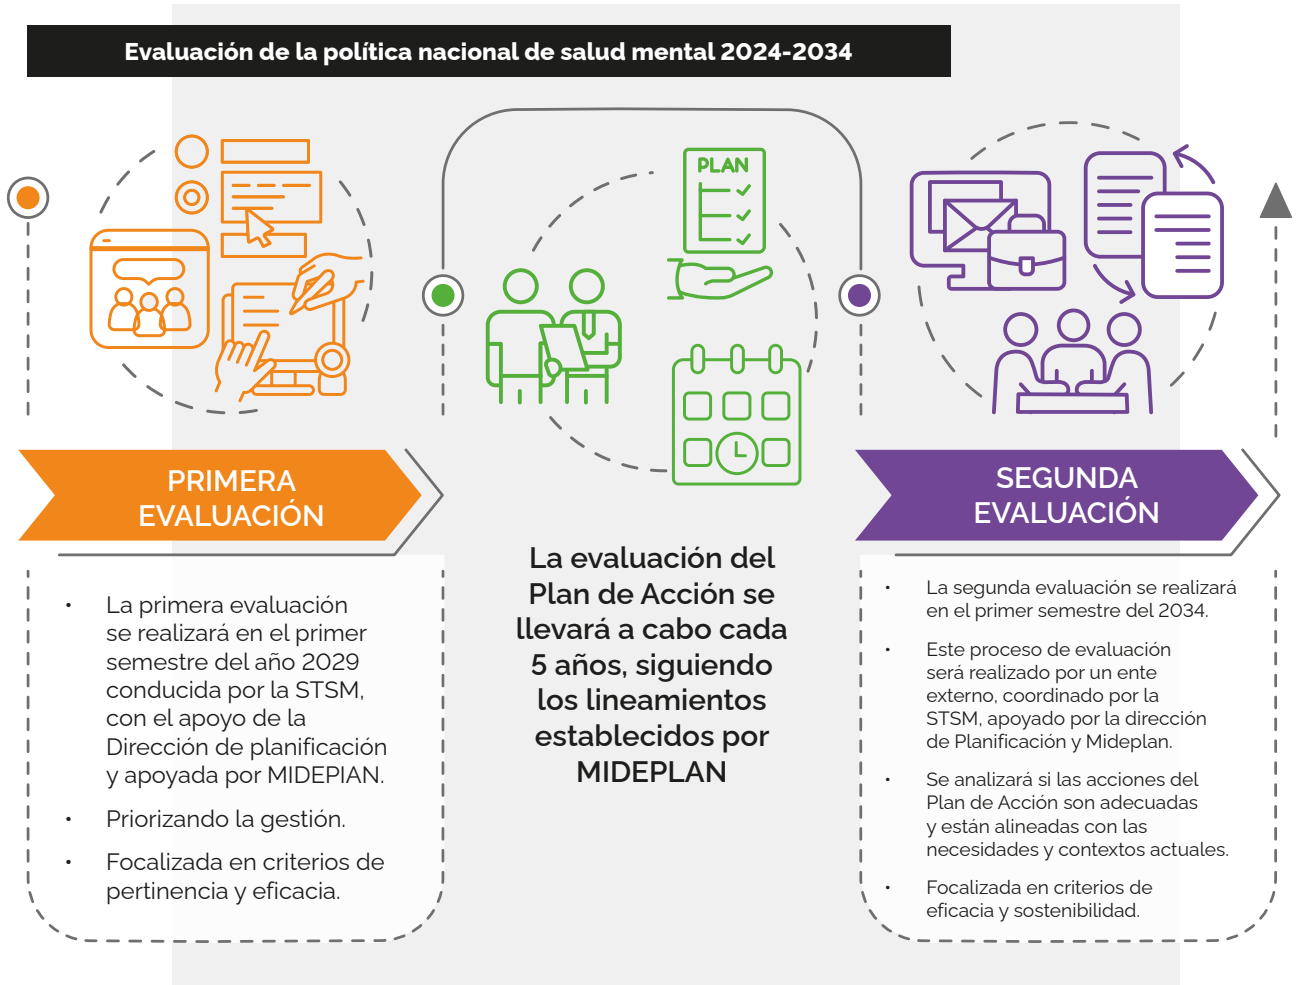 Evaluación de la política nacional de salud mental 2024-2034
PLAN
PRIMERA
EVALUACIÓN
• La primera evaluación
se realizará en el primer
semestre del año 2029
conducida por la STSM,
con el apoyo de la
Dirección de planificación
y apoyada por MIDEPIAN.
• Priorizando la gestión.
• Focalizada en criterios de
pertinencia y eficacia.
La evaluación del
Plan de Acción se
llevará a cabo cada
5 años, siguiendo
los lineamientos
establecidos por
MIDEPLAN
SEGUNDA
EVALUACIÓN
• La segunda evaluación se realizará
en el primer semestre del 2034.
• Este proceso de evaluación
será realizado por un ente
externo, coordinado por la
STSM, apoyado por la dirección
de Planificación y Mideplan.
• Se analizará si las acciones del
Plan de Acción son adecuadas
y están alineadas con las
necesidades y contextos actuales.
• Focalizada en criterios de
eficacia y sostenibilidad.